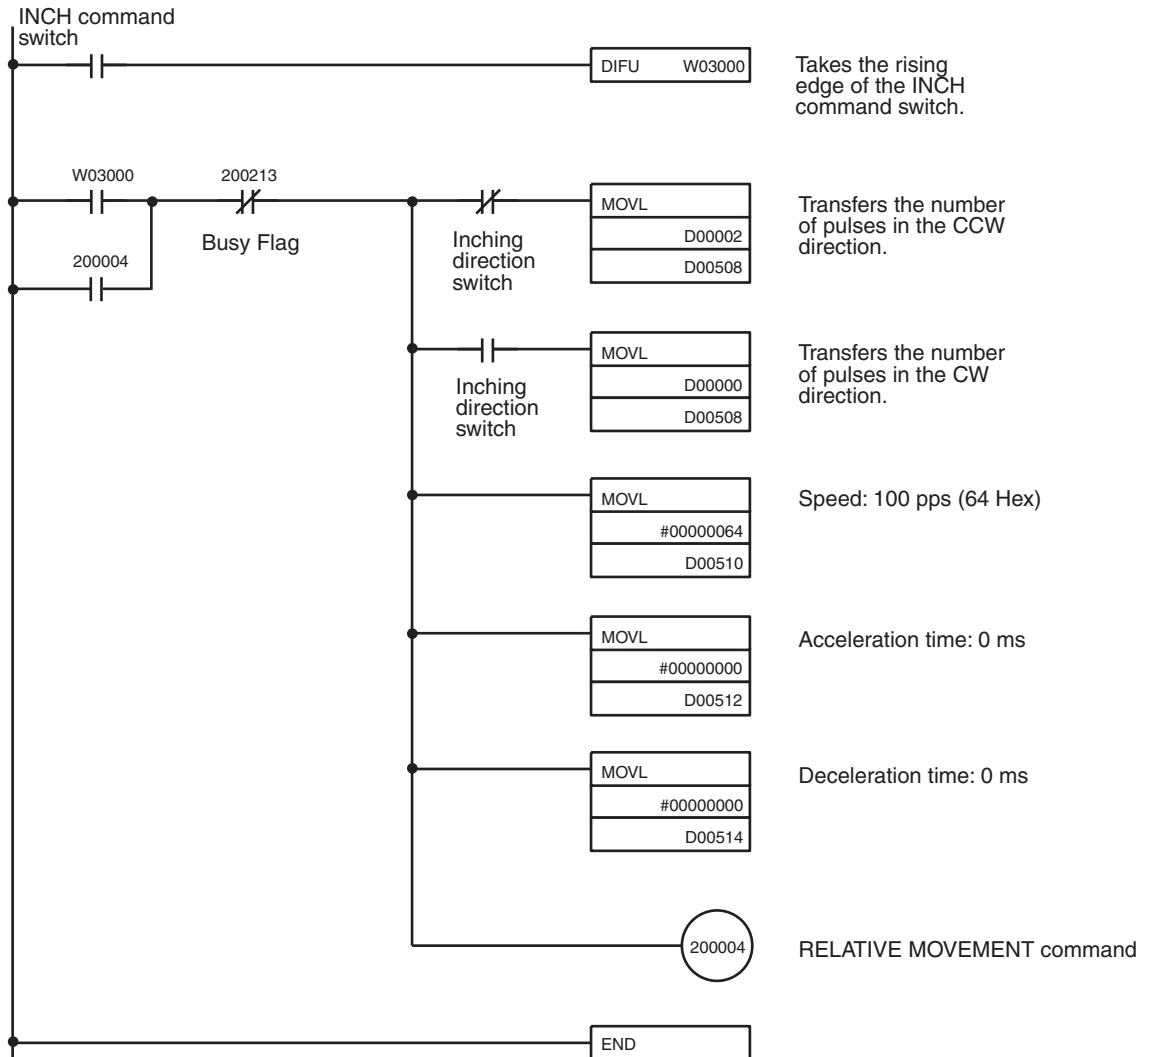 INCH command
switch
DIFU W03000
Takes the rising
edge of the INCH
command switch.
W03000
200213
Busy Flag
200004
Inching
direction
switch
MOVL
D00002
D00508
Transfers the number
of pulses in the CCW
direction.
Inching
direction
switch
MOVL
D00000
D00508
Transfers the number
of pulses in the CW
direction.
MOVL
#00000064
D00510
Speed: 100 pps (64 Hex)
MOVL
#00000000
D00512
Acceleration time: 0 ms
MOVL
#00000000
D00514
Deceleration time: 0 ms
200004
RELATIVE MOVEMENT command
END